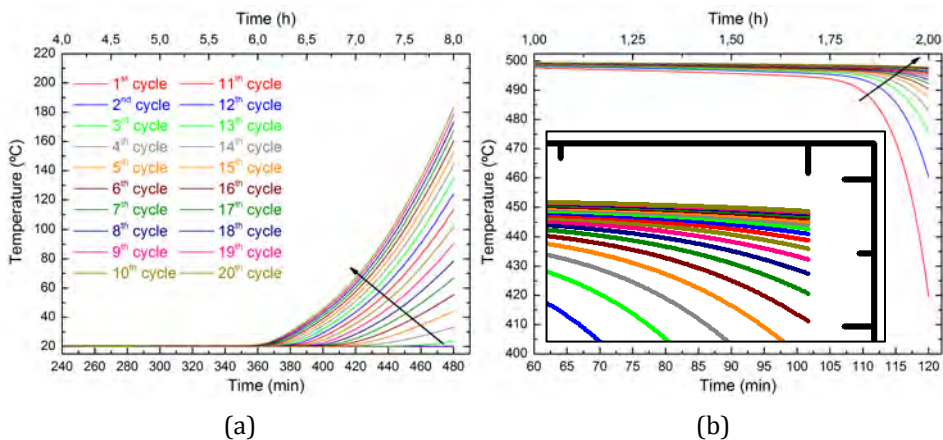 (a)
Time (h)
4,0 4,5 5,2 5,7 6,2 6,9 7,4 8,0
220
200
180
160
140
120
100
80
60
40
20
Temperature (ºC)
1st cycle 11th cycle
2nd cycle 12th cycle
3rd cycle 13th cycle
4th cycle 14th cycle
5th cycle 15th cycle
6th cycle 16th cycle
7th cycle 17th cycle
8th cycle 18th cycle
9th cycle 19th cycle
10th cycle 20th cycle
240 260 280 300 320 340 360 380 400 420 440 460 480
Time (min)
(b)
Time (h)
1,00 1,25 1,50 1,75 2,00
500
490
480
470
460
450
440
430
420
410
400
Temperature (ºC)
60 65 70 75 80 85 90 95 100 105 110 115 120
Time (min)